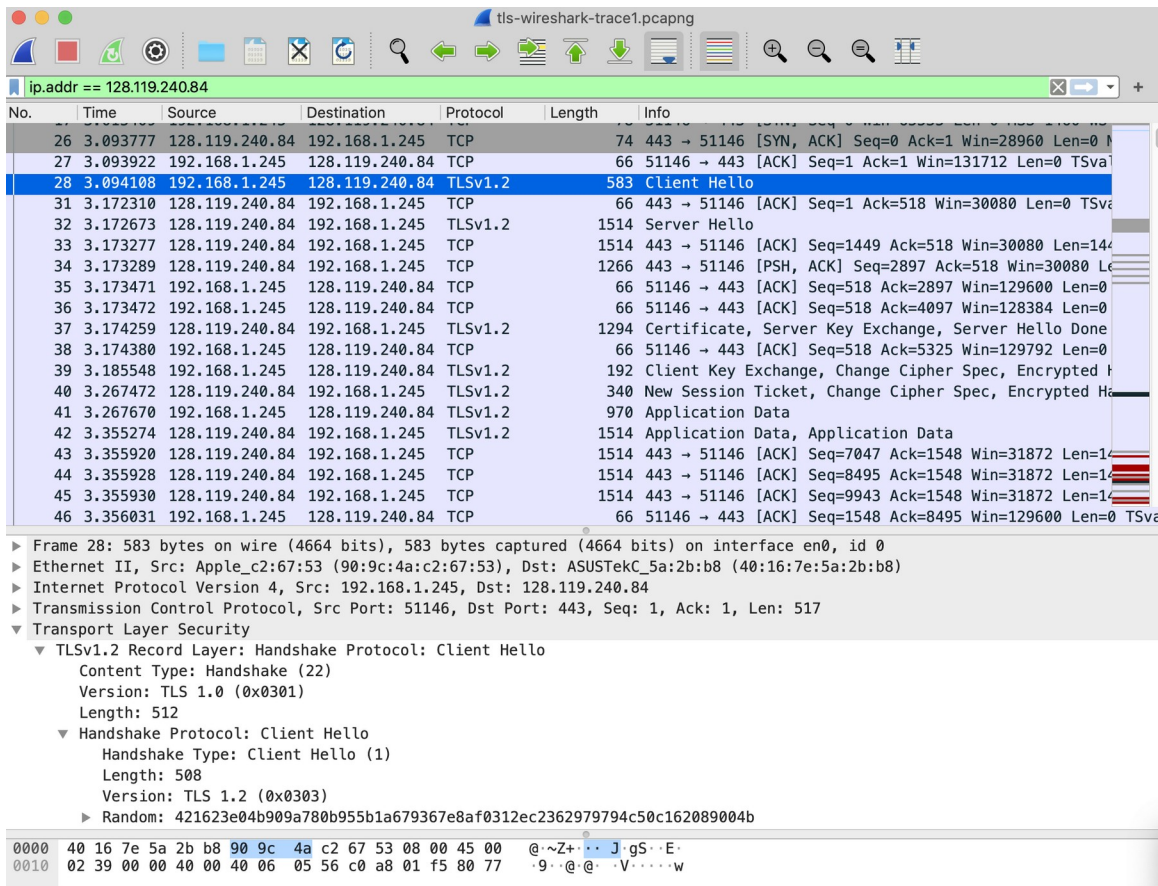 tls-wireshark-trace1.pcapng
ip.addr == 128.119.240.84
No. Time Source Destination Protocol Length Info
26 3.093777 128.119.240.84 192.168.1.245 TCP 74 443 → 51146 [SYN, ACK] Seq=0 Ack=1 Win=28960 Len=0
27 3.093922 192.168.1.245 128.119.240.84 TCP 66 51146 → 443 [ACK] Seq=1 Ack=1 Win=131712 Len=0 TSval
28 3.094108 192.168.1.245 128.119.240.84 TLSv1.2 583 Client Hello
31 3.172310 128.119.240.84 192.168.1.245 TCP 66 443 → 51146 [ACK] Seq=1 Ack=518 Win=30080 Len=0 TSva
32 3.172673 128.119.240.84 192.168.1.245 TLSv1.2 1514 Server Hello
33 3.173277 128.119.240.84 192.168.1.245 TCP 1514 443 → 51146 [ACK] Seq=1449 Ack=518 Win=30080 Len=144
34 3.173289 128.119.240.84 192.168.1.245 TCP 1266 443 → 51146 [PSH, ACK] Seq=2897 Ack=518 Win=30080 Le
35 3.173471 192.168.1.245 128.119.240.84 TCP 66 51146 → 443 [ACK] Seq=518 Ack=2897 Win=129600 Len=0
36 3.173472 192.168.1.245 128.119.240.84 TCP 66 51146 → 443 [ACK] Seq=518 Ack=4097 Win=128384 Len=0
37 3.174259 128.119.240.84 192.168.1.245 TLSv1.2 1294 Certificate, Server Key Exchange, Server Hello Done
38 3.174380 192.168.1.245 128.119.240.84 TCP 66 51146 → 443 [ACK] Seq=518 Ack=5325 Win=129792 Len=0
39 3.185548 192.168.1.245 128.119.240.84 TLSv1.2 192 Client Key Exchange, Change Cipher Spec, Encrypted H
40 3.267472 128.119.240.84 192.168.1.245 TLSv1.2 340 New Session Ticket, Change Cipher Spec, Encrypted Ha
41 3.267670 192.168.1.245 128.119.240.84 TLSv1.2 970 Application Data
42 3.355274 128.119.240.84 192.168.1.245 TLSv1.2 1514 Application Data, Application Data
43 3.355920 128.119.240.84 192.168.1.245 TCP 1514 443 → 51146 [ACK] Seq=7047 Ack=1548 Win=31872 Len=14
44 3.355928 128.119.240.84 192.168.1.245 TCP 1514 443 → 51146 [ACK] Seq=8495 Ack=1548 Win=31872 Len=14
45 3.355930 128.119.240.84 192.168.1.245 TCP 1514 443 → 51146 [ACK] Seq=9943 Ack=1548 Win=31872 Len=14
46 3.356031 192.168.1.245 128.119.240.84 TCP 66 51146 → 443 [ACK] Seq=1548 Ack=8495 Win=129600 Len=0 TSva
Frame 28: 583 bytes on wire (4664 bits), 583 bytes captured (4664 bits) on interface en0, id 0
Ethernet II, Src: Apple_c2:67:53 (90:9c:4a:c2:67:53), Dst: ASUSTekC_5a:2b:b8 (40:16:7e:5a:2b:b8)
Internet Protocol Version 4, Src: 192.168.1.245, Dst: 128.119.240.84
Transmission Control Protocol, Src Port: 51146, Dst Port: 443, Seq: 1, Ack: 1, Len: 517
Transport Layer Security
TLSv1.2 Record Layer: Handshake Protocol: Client Hello
Content Type: Handshake (22)
Version: TLS 1.0 (0x0301)
Length: 512
Handshake Protocol: Client Hello
Handshake Type: Client Hello (1)
Length: 508
Version: TLS 1.2 (0x0303)
Random: 421623e04b909a780b955b1a679367e8af0312ec2362979794c50c162089004b
0000 40 16 7e 5a 2b b8 90 9c 4a c2 67 53 08 00 45 00 @·~Z+···J·gS··E·
0010 02 39 00 00 40 00 40 06 05 56 c0 a8 01 f5 80 77 ·9··@·@··V·····w